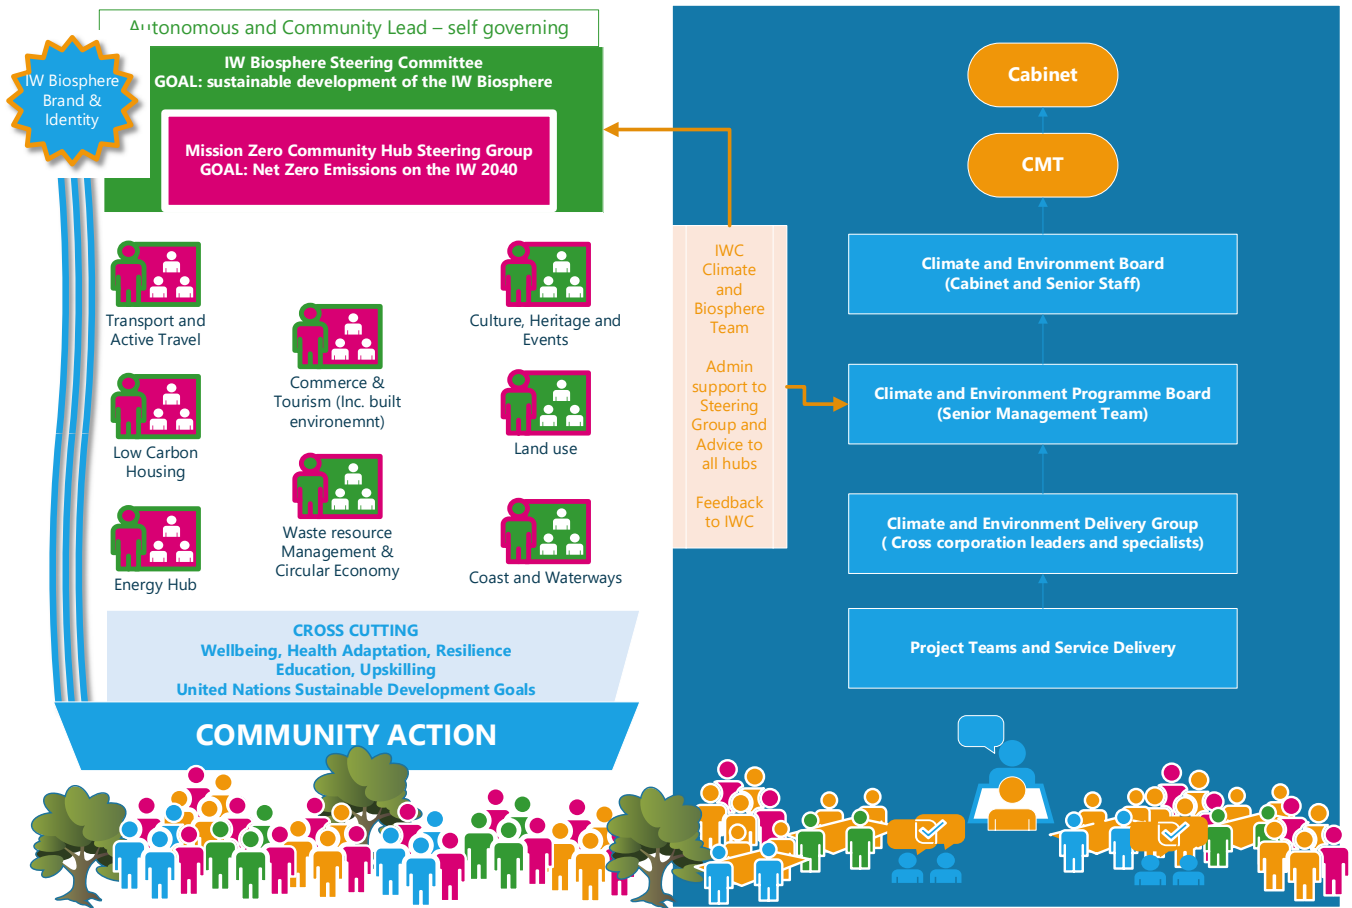 Autonomous and Community Lead – self governing
IW Biosphere
Brand &
Identity
IW Biosphere Steering Committee
GOAL: sustainable development of the IW Biosphere
Mission Zero Community Hub Steering Group
GOAL: Net Zero Emissions on the IW 2040
Transport and
Active Travel
Low Carbon
Housing
Energy Hub
Commerce &
Tourism (Inc. built
environemnt)
Waste resource
Management &
Circular Economy
Culture, Heritage and
Events
Land use
Coast and Waterways
CROSS CUTTING
Wellbeing, Health Adaptation, Resilience
Education, Upskilling
United Nations Sustainable Development Goals
COMMUNITY ACTION
IWC
Climate
and
Biosphere
Team
Admin
support to
Steering
Group and
Advice to
all hubs
Feedback
to IWC
Cabinet
CMT
Climate and Environment Board
(Cabinet and Senior Staff)
Climate and Environment Programme Board
(Senior Management Team)
Climate and Environment Delivery Group
( Cross corporation leaders and specialists)
Project Teams and Service Delivery